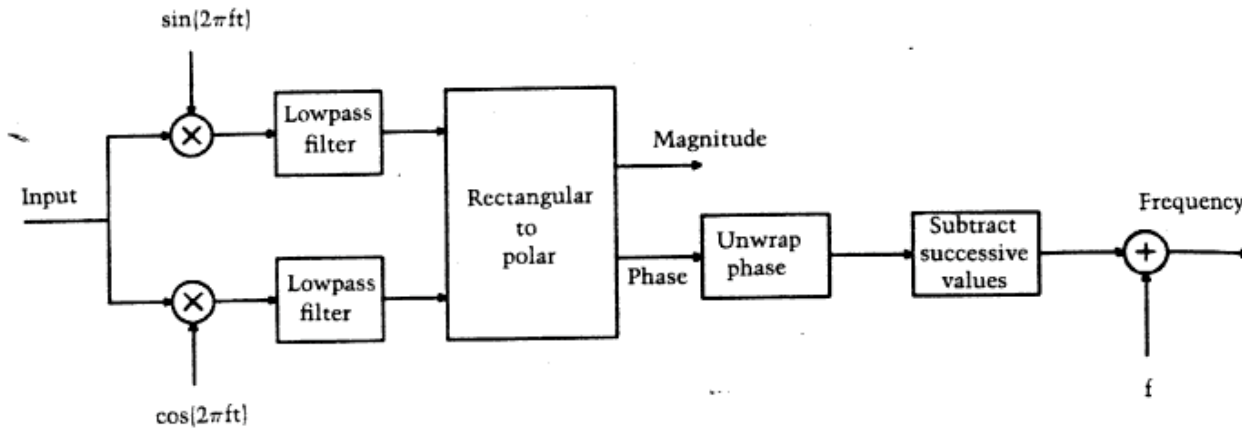 sin(2πft)
Lowpass
filter
Magnitude
Input
Rectangular
to
polar
Phase
Unwrap
phase
Subtract
successive
values
Frequency
Lowpass
filter
cos(2πft)
f